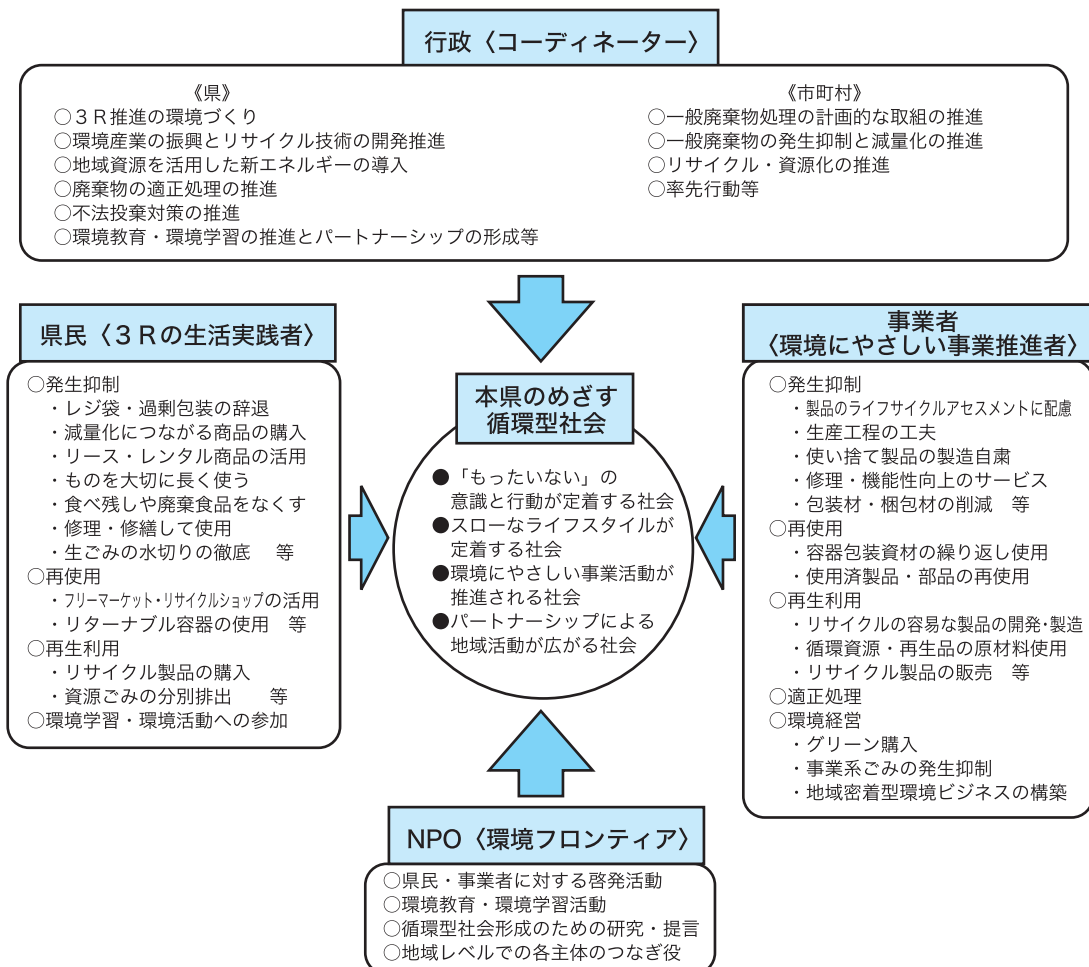 行政〈コーディネーター〉
《県》
○３Ｒ推進の環境づくり
○環境産業の振興とリサイクル技術の開発推進
○地域資源を活用した新エネルギーの導入
○廃棄物の適正処理の推進
○不法投棄対策の推進
○環境教育・環境学習の推進とパートナーシップの形成等
《市町村》
○一般廃棄物処理の計画的な取組の推進
○一般廃棄物の発生抑制と減量化の推進
○リサイクル・資源化の推進
○率先行動等
県民〈３Ｒの生活実践者〉
○発生抑制
・レジ袋・過剰包装の辞退
・減量化につながる商品の購入
・リース・レンタル商品の活用
・ものを大切に長く使う
・食べ残しや廃棄食品をなくす
・修理・修繕して使用
・生ごみの水切りの徹底　等
○再使用
・フリーマーケット・リサイクルショップの活用
・リターナブル容器の使用　等
○再生利用
・リサイクル製品の購入
・資源ごみの分別排出　　等
○環境学習・環境活動への参加
本県のめざす
循環型社会
●「もったいない」の
意識と行動が定着する社会
●スローなライフスタイルが
定着する社会
●環境にやさしい事業活動が
推進される社会
●パートナーシップによる
地域活動が広がる社会
事業者
〈環境にやさしい事業推進者〉
○発生抑制
・製品のライフサイクルアセスメントに配慮
・生産工程の工夫
・使い捨て製品の製造自粛
・修理・機能性向上のサービス
・包装材・梱包材の削減　等
○再使用
・容器包装資材の繰り返し使用
・使用済製品・部品の再使用
○再生利用
・リサイクルの容易な製品の開発・製造
・循環資源・再生品の原材料使用
・リサイクル製品の販売　等
○適正処理
○環境経営
・グリーン購入
・事業系ごみの発生抑制
・地域密着型環境ビジネスの構築
NPO〈環境フロンティア〉
○県民・事業者に対する啓発活動
○環境教育・環境学習活動
○循環型社会形成のための研究・提言
○地域レベルでの各主体のつなぎ役